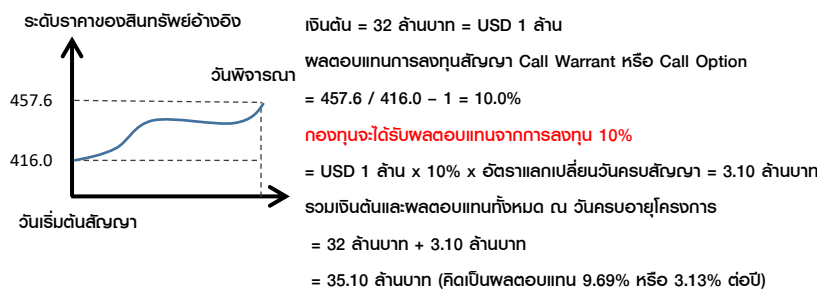 ระดับราคาของสินทรัพย์อ้างอิง
วันพิจารณา
457.6
416.0
วันเริ่มต้นสัญญา
เงินต้น = 32 ล้านบาท = USD 1 ล้าน
ผลตอบแทนการลงทุนสัญญา Call Warrant หรือ Call Option
= 457.6 / 416.0 – 1 = 10.0%
กองทุนจะได้รับผลตอบแทนจากการลงทุน 10%
= USD 1 ล้าน x 10% x อัตราแลกเปลี่ยนวันครบสัญญา = 3.10 ล้านบาท
รวมเงินต้นและผลตอบแทนทั้งหมด ณ วันครบอายุโครงการ
= 32 ล้านบาท + 3.10 ล้านบาท
= 35.10 ล้านบาท (คิดเป็นผลตอบแทน 9.69% หรือ 3.13% ต่อปี)